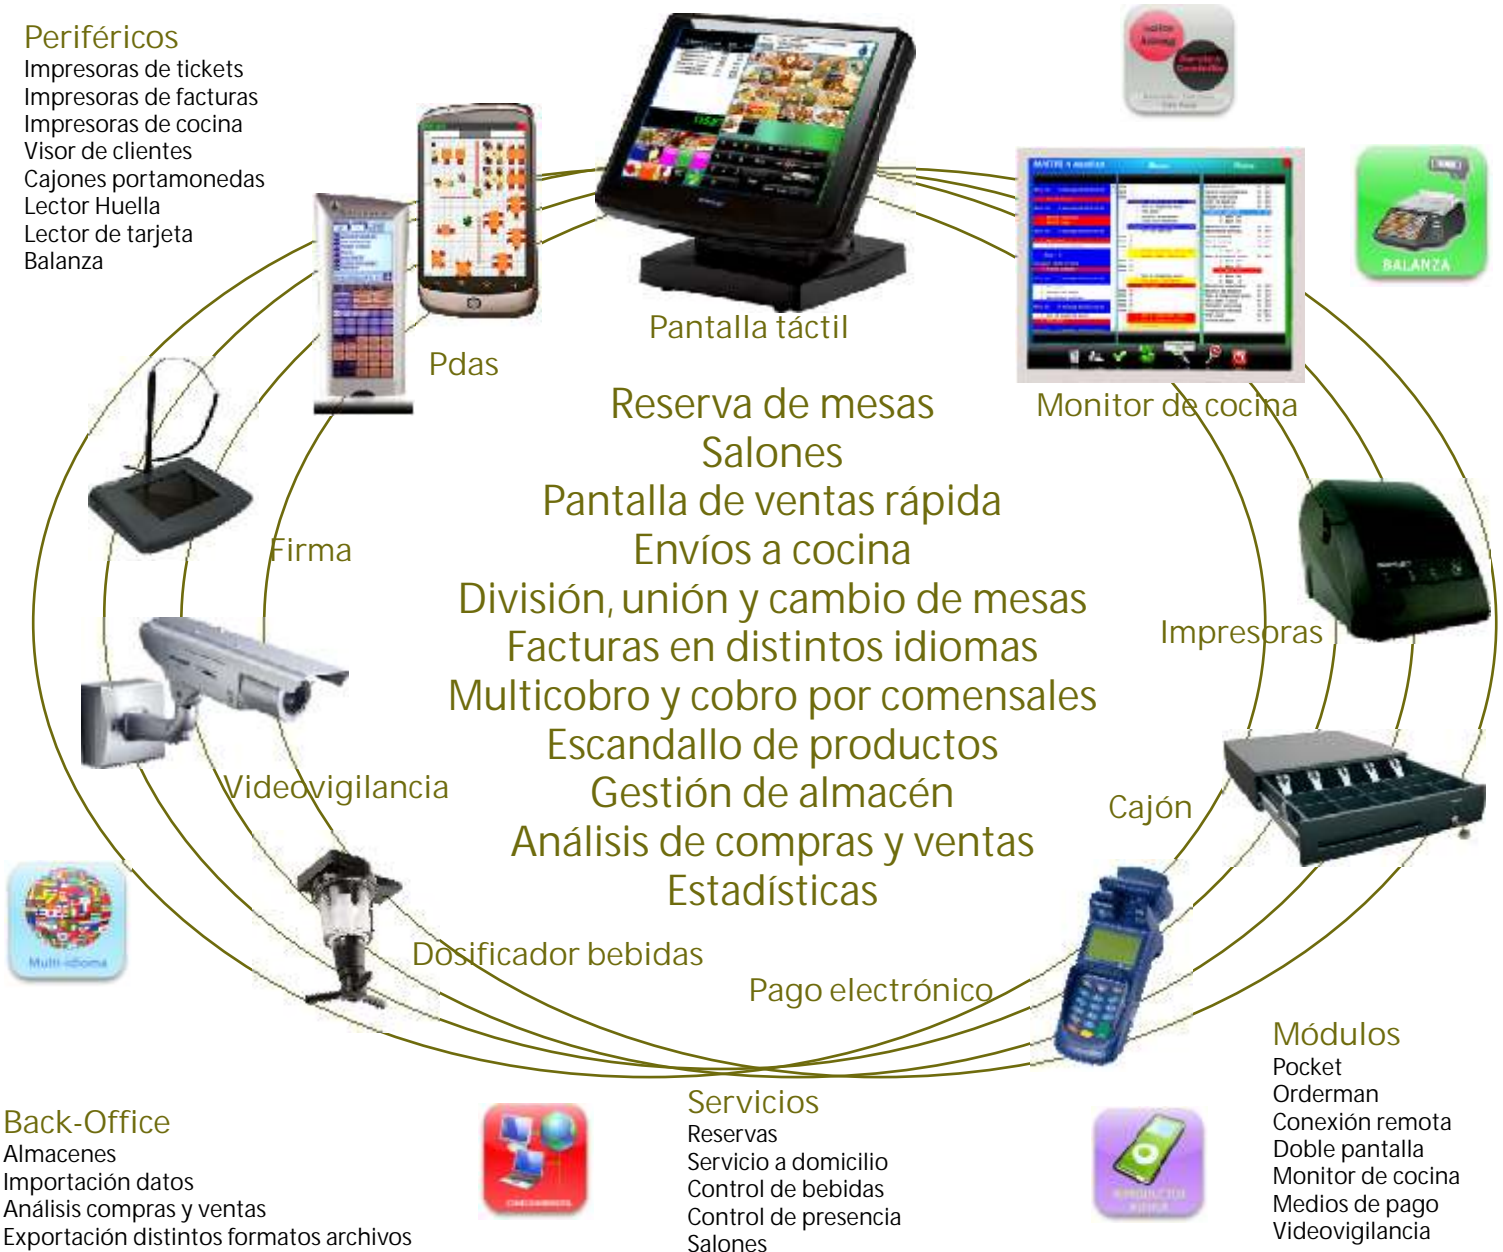 Periféricos
Impresoras de tickets
Impresoras de facturas
Impresoras de cocina
Visor de clientes
Cajones portamonedas
Lector Huella
Lector de tarjeta
Balanza
BALANZA
Pantalla táctil
Pdas
Monitor de cocina
Reserva de mesas
Salones
Pantalla de ventas rápida
Envíos a cocina
División, unión y cambio de mesas
Facturas en distintos idiomas
Multicobro y cobro por comensales
Escandallo de productos
Gestión de almacén
Análisis de compras y ventas
Estadísticas
Firma
Impresoras
Videovigilancia
Cajón
Multi-idioma
Dosificador bebidas
Pago electrónico
Back-Office
Almacenes
Importación datos
Análisis compras y ventas
Exportación distintos formatos archivos
Servicios
Reservas
Servicio a domicilio
Control de bebidas
Control de presencia
Salones
Módulos
Pocket
Orderman
Conexión remota
Doble pantalla
Monitor de cocina
Medios de pago
Videovigilancia